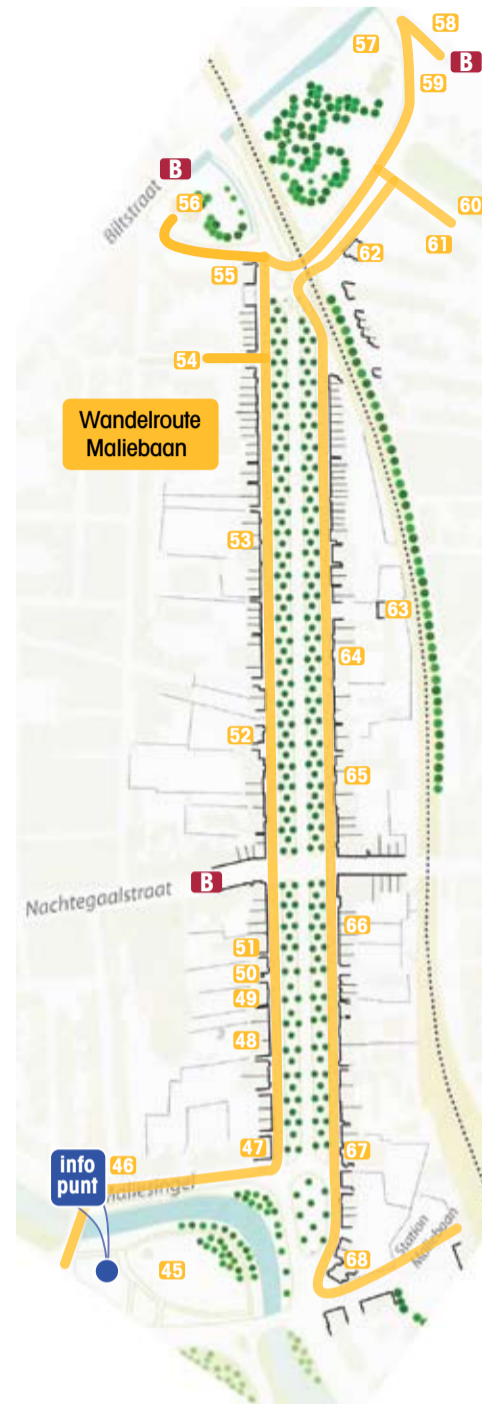 58
57
B
59
B
56
Biltstraat
60
61
62
55
54
Wandelroute
Maliebaan
53
63
64
52
65
B
Nachtegaalstraat
66
51
50
49
48
47
67
info
punt
46
Maliesingel
68
Station
Maliebaan
45